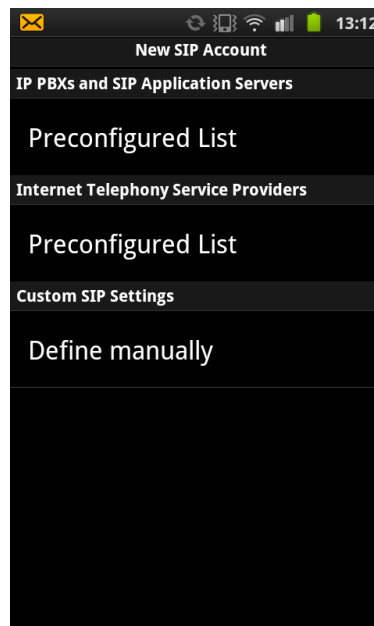 13:12
New SIP Account
IP PBXs and SIP Application Servers
Preconfigured List
Internet Telephony Service Providers
Preconfigured List
Custom SIP Settings
Define manually